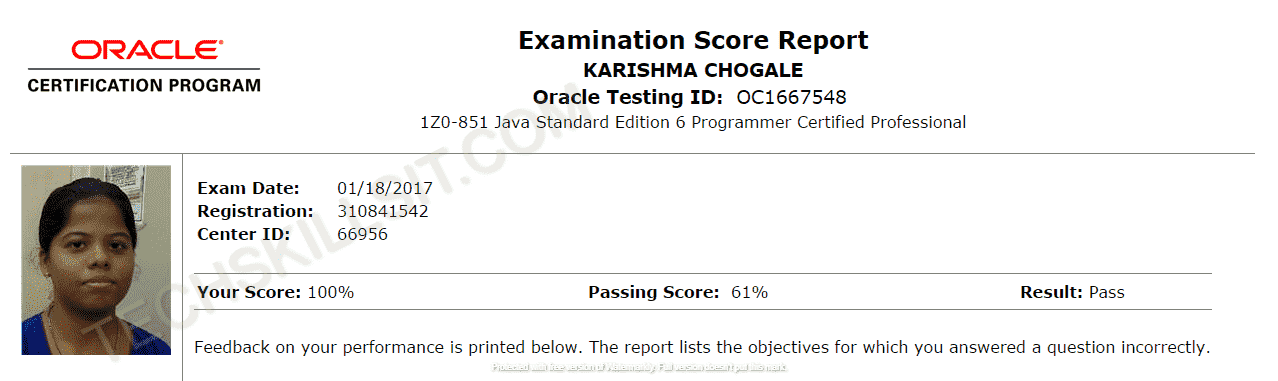 ORACLE
CERTIFICATION PROGRAM
Examination Score Report
KARISHMA CHOGALE
Oracle Testing ID: OC1667548
1Z0-851 Java Standard Edition 6 Programmer Certified Professional
Exam Date: 01/18/2017
Registration: 310841542
Center ID: 66956
Your Score: 100% Passing Score: 61% Result: Pass
Feedback on your performance is printed below. The report lists the objectives for which you answered a question incorrectly.
TECHSKILLSIT.COM